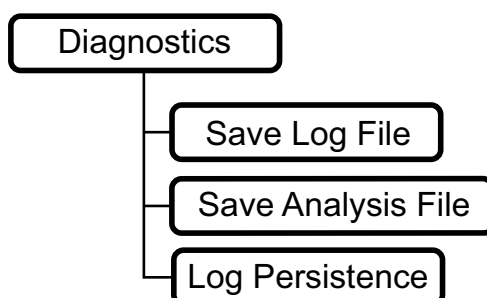 Diagnostics
Save Log File
Save Analysis File
Log Persistence